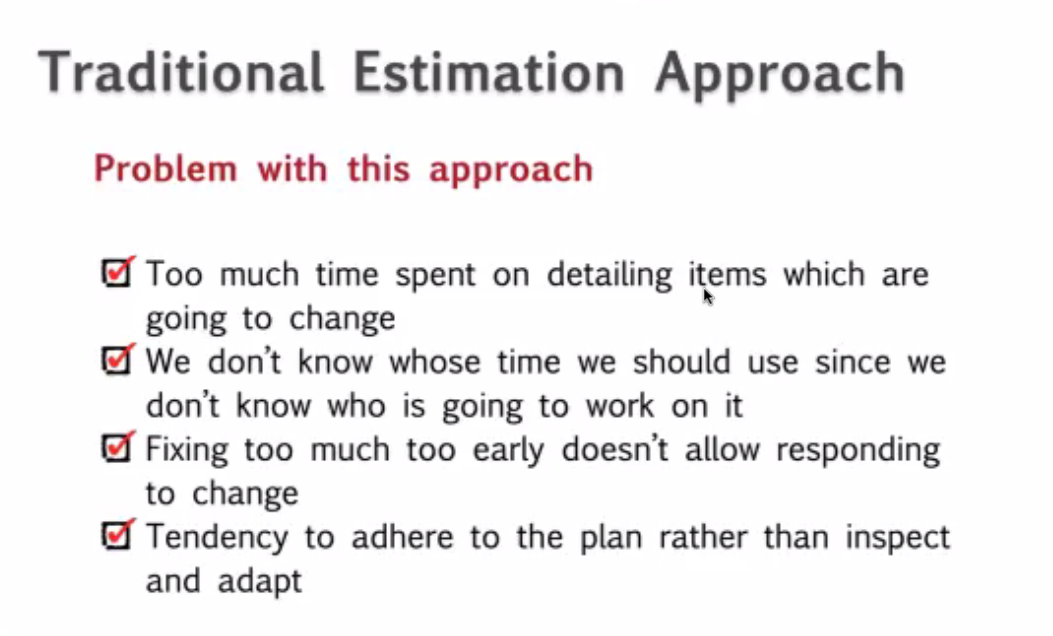 Traditional Estimation Approach
Problem with this approach
Too much time spent on detailing items which are
going to change
We don't know whose time we should use since we
don't know who is going to work on it
Fixing too much too early doesn't allow responding
to change
Tendency to adhere to the plan rather than inspect
and adapt